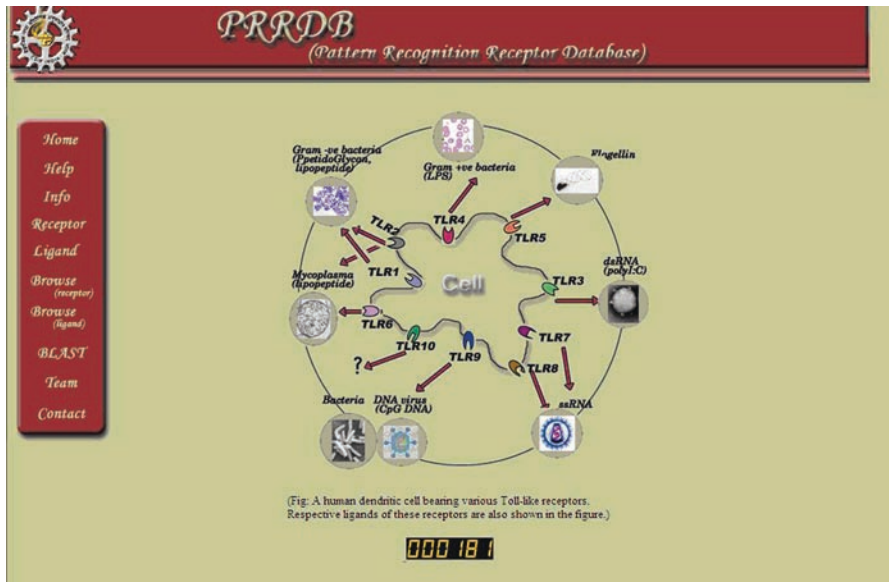 PRRDB
(Pattern Recognition Receptor Database)
Home
Help
Info
Receptor
Ligand
Browse
(receptor)
Browse
(ligand)
BLAST
Team
Contact
Gram -ve bacteria
(PpetidoGlycan,
lipopeptide)
Gram +ve bacteria
(LPS)
Flagellin
TLR2
TLR4
TLR5
dsRNA
(polyI:C)
Mycoplasma
(lipopeptide)
TLR1
Cell
TLR3
TLR6
TLR10
TLR9
TLR7
TLR8
?
Bacteria
DNA virus
(CpG DNA)
ssRNA
(Fig: A human dendritic cell bearing various Toll-like receptors.
Respective ligands of these receptors are also shown in the figure.)
000181